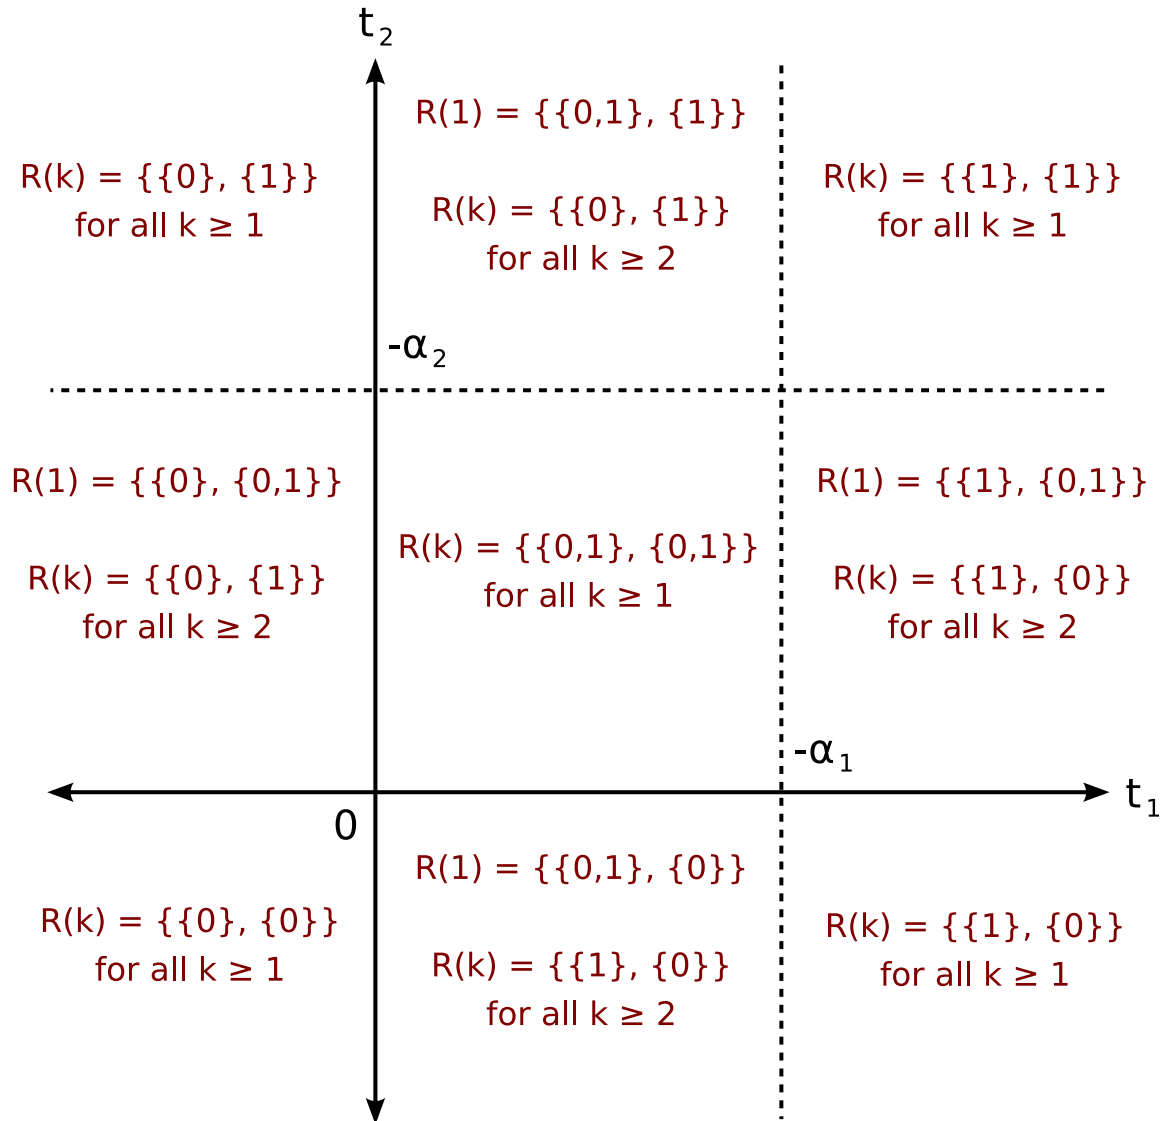 t₂
R(1) = {{0,1}, {1}}
R(k) = {{0}, {1}}
for all k ≥ 1
R(k) = {{0}, {1}}
for all k ≥ 2
R(k) = {{1}, {1}}
for all k ≥ 1
-α₂
R(1) = {{0}, {0,1}}
R(k) = {{0}, {1}}
for all k ≥ 2
R(k) = {{0,1}, {0,1}}
for all k ≥ 1
R(1) = {{1}, {0,1}}
R(k) = {{1}, {0}}
for all k ≥ 2
-α₁
t₁
0
R(k) = {{0}, {0}}
for all k ≥ 1
R(1) = {{0,1}, {0}}
R(k) = {{1}, {0}}
for all k ≥ 2
R(k) = {{1}, {0}}
for all k ≥ 1